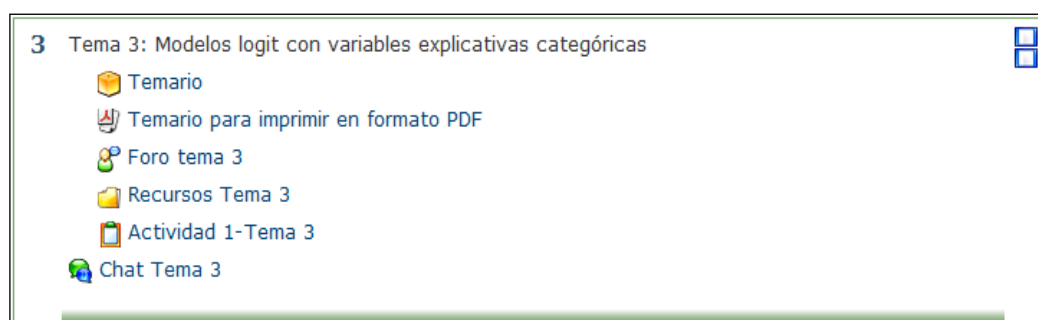 3 Tema 3: Modelos logit con variables explicativas categóricas
Temario
Temario para imprimir en formato PDF
Foro tema 3
Recursos Tema 3
Actividad 1-Tema 3
Chat Tema 3